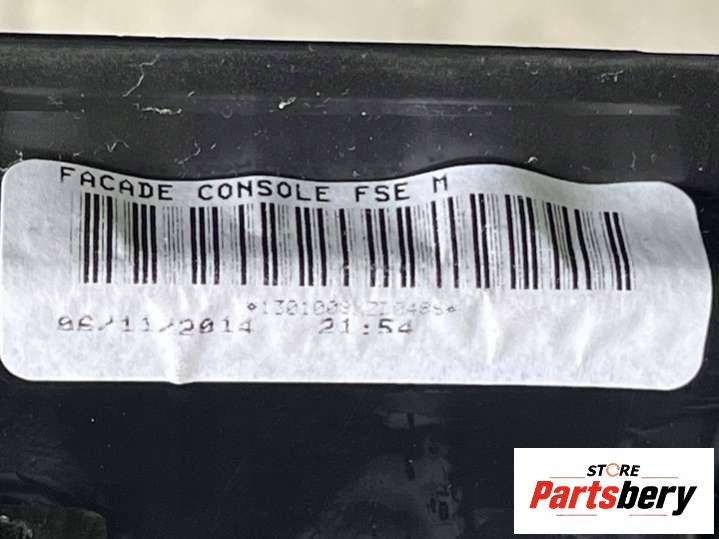 FACADE CONSOLE FSE M
06/11/2014 21:54
STORE
Partsbery